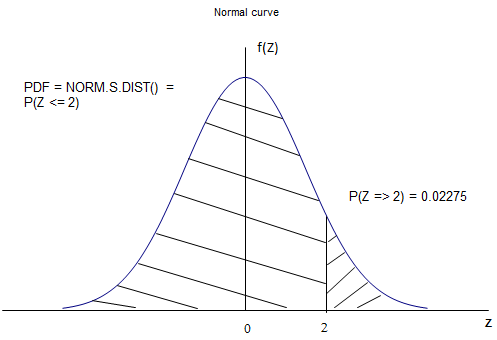 Normal curve
f(Z)
PDF = NORM.S.DIST() =
P(Z <= 2)
P(Z => 2) = 0.02275
0
2
Z